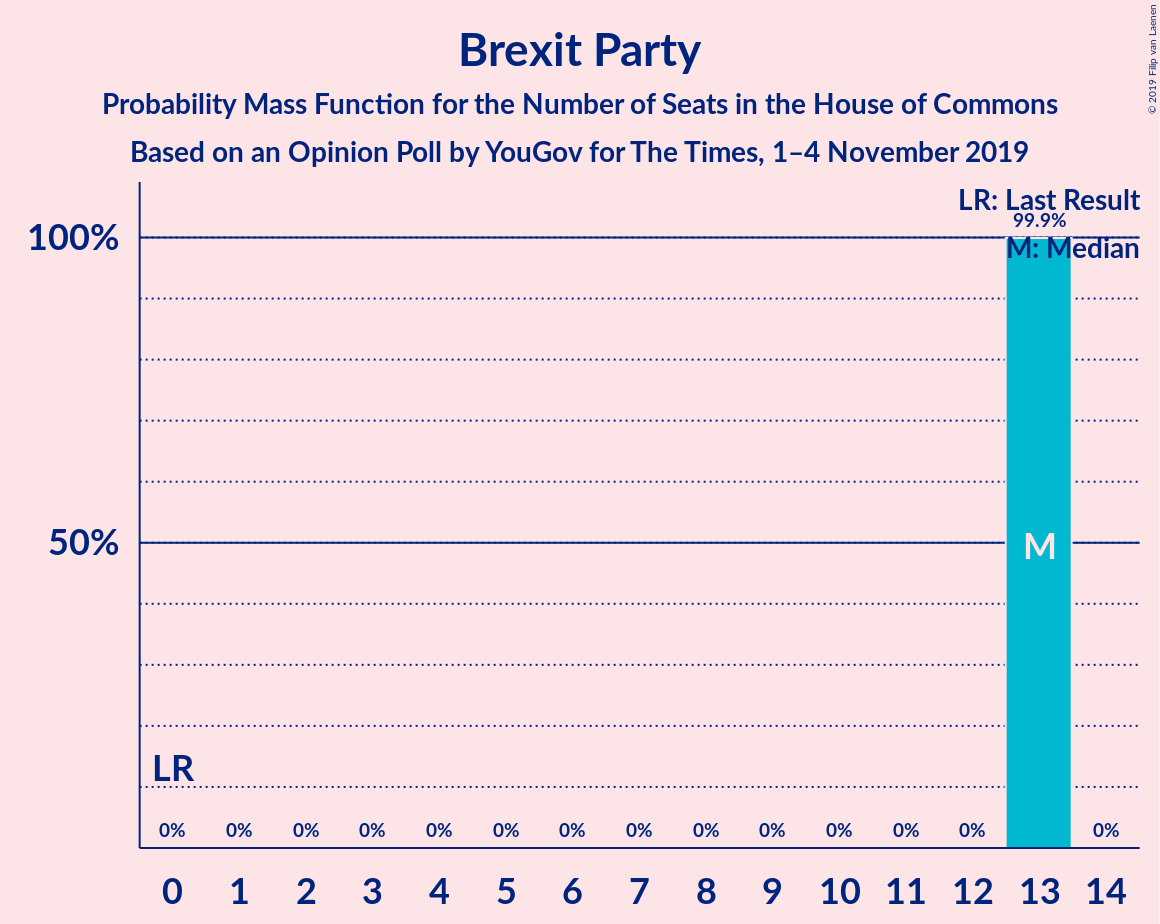 Brexit Party
Probability Mass Function for the Number of Seats in the House of Commons
Based on an Opinion Poll by YouGov for The Times, 1–4 November 2019
© 2019 Filip van Laenen
LR: Last Result
99.9%
M: Median
100%
50%
M
LR
0% 0% 0% 0% 0% 0% 0% 0% 0% 0% 0% 0% 0% 0%
0 1 2 3 4 5 6 7 8 9 10 11 12 13 14